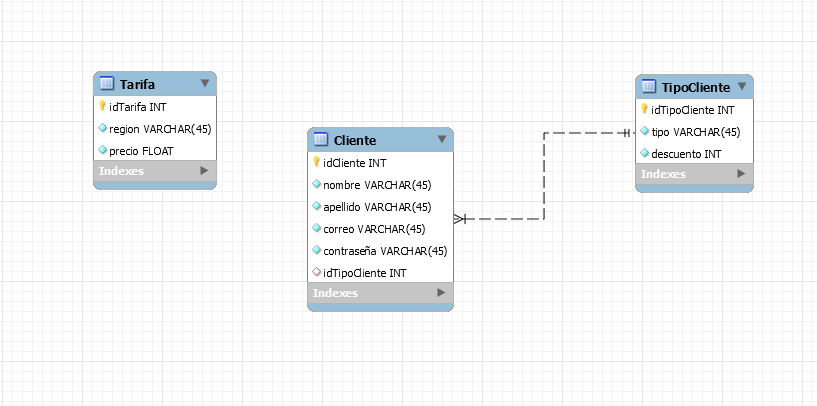 Tarifa
idTarifa INT
region VARCHAR(45)
precio FLOAT
Indexes
Cliente
idCliente INT
nombre VARCHAR(45)
apellido VARCHAR(45)
correo VARCHAR(45)
contraseña VARCHAR(45)
idTipoCliente INT
Indexes
TipoCliente
idTipoCliente INT
tipo VARCHAR(45)
descuento INT
Indexes